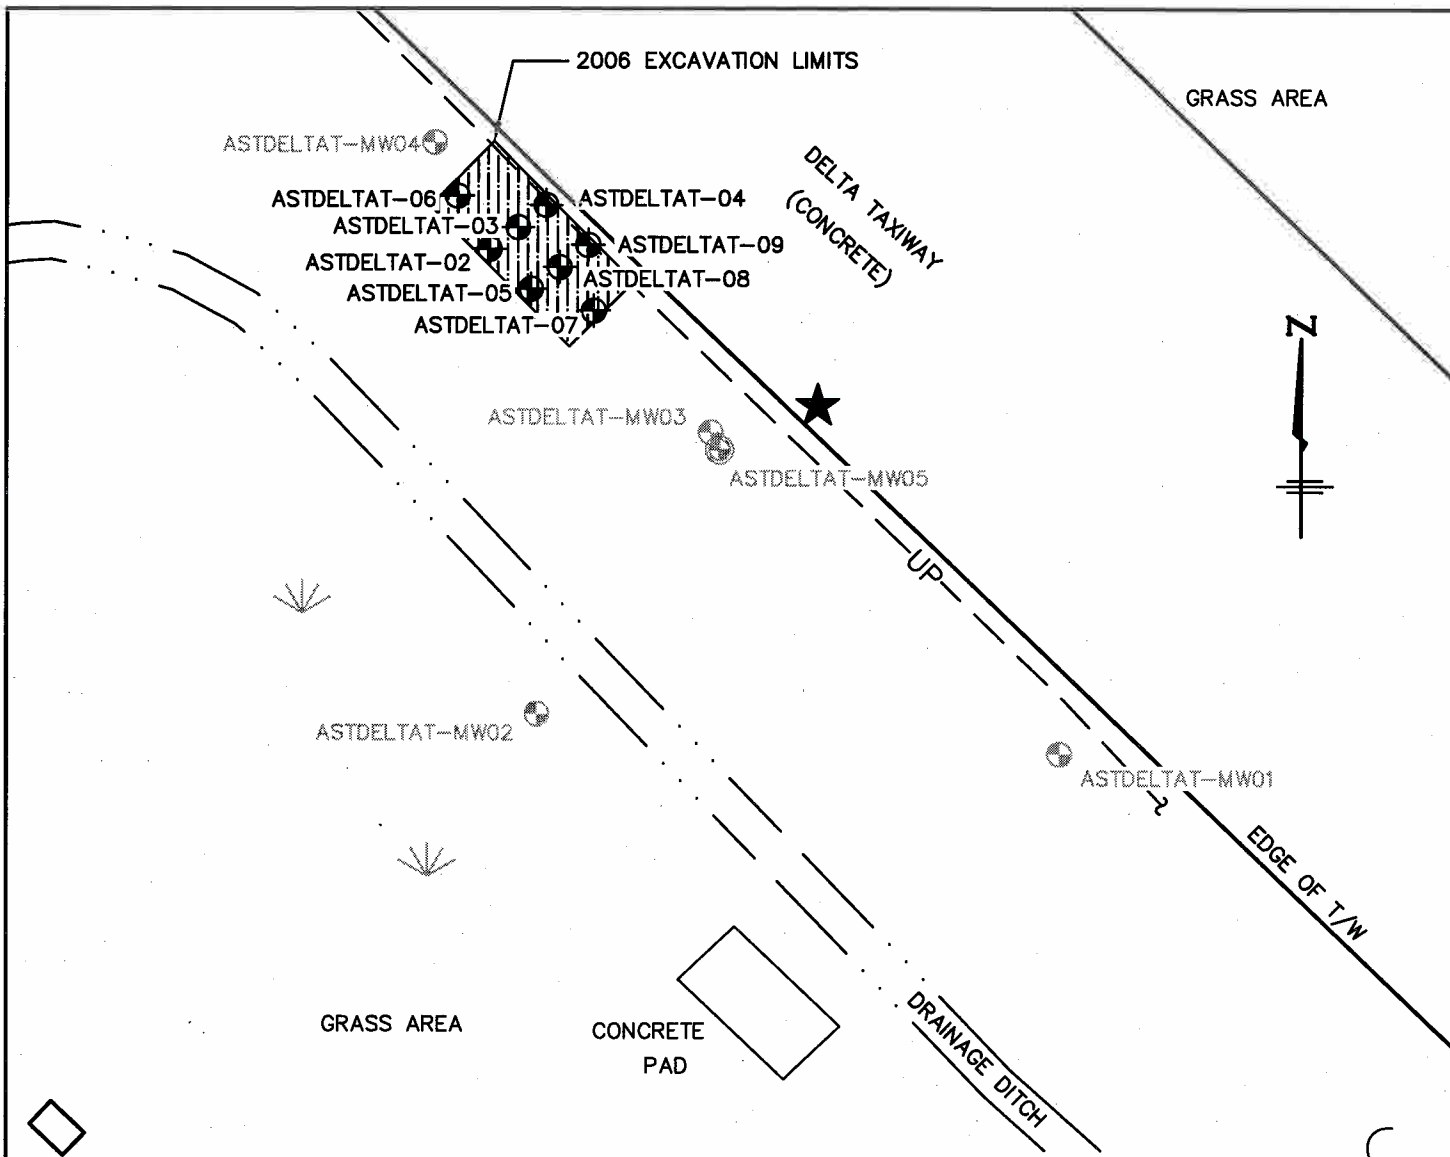 2006 EXCAVATION LIMITS
GRASS AREA
ASTDELTAT-MW04
DELTA TAXIWAY
(CONCRETE)
ASTDELTAT-06
ASTDELTAT-04
ASTDELTAT-03
ASTDELTAT-09
ASTDELTAT-02
ASTDELTAT-08
ASTDELTAT-05
ASTDELTAT-07
N
ASTDELTAT-MW03
ASTDELTAT-MW05
UP
ASTDELTAT-MW02
ASTDELTAT-MW01
EDGE OF T/W
GRASS AREA
CONCRETE
PAD
DRAINAGE DITCH